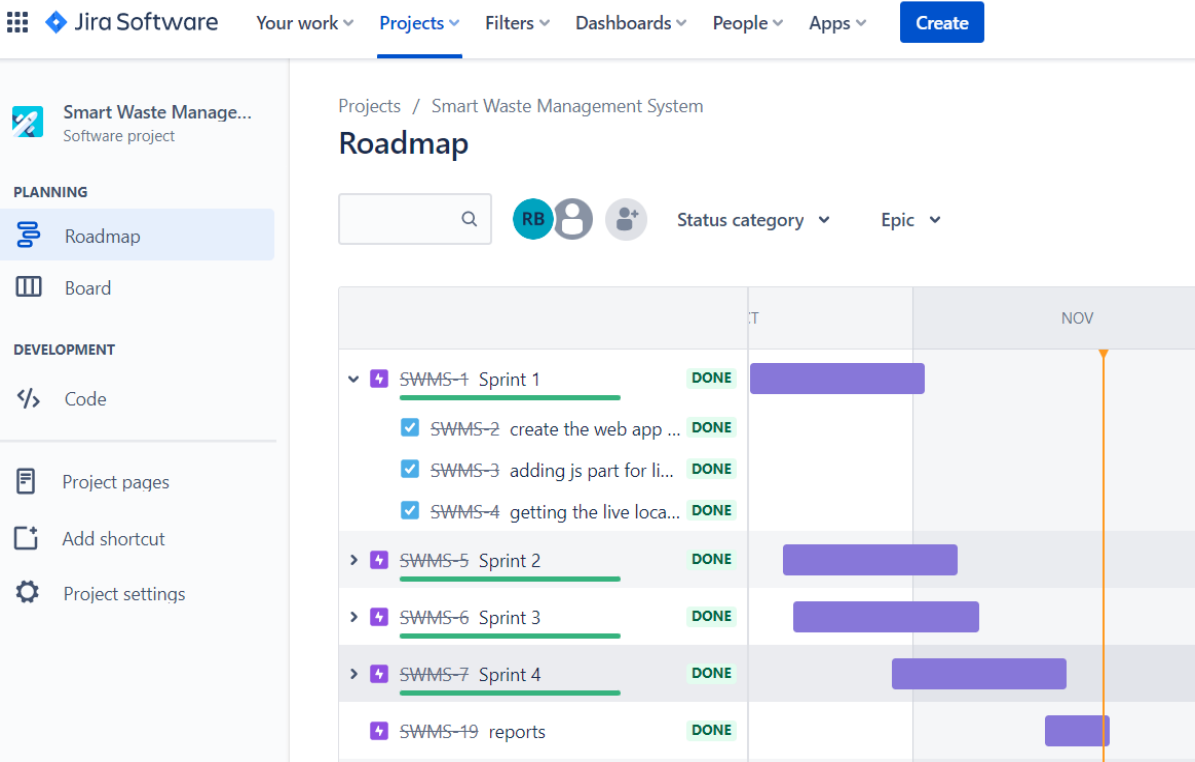 Jira Software Your work Projects Filters Dashboards People Apps Create
Smart Waste Manage...
Software project
PLANNING
Roadmap
Board
DEVELOPMENT
Code
Project pages
Add shortcut
Project settings
Projects / Smart Waste Management System
Roadmap
RB Status category Epic
NOV
SWMS-1 Sprint 1 DONE
SWMS-2 create the web app ... DONE
SWMS-3 adding js part for li... DONE
SWMS-4 getting the live loca... DONE
SWMS-5 Sprint 2 DONE
SWMS-6 Sprint 3 DONE
SWMS-7 Sprint 4 DONE
SWMS-19 reports DONE